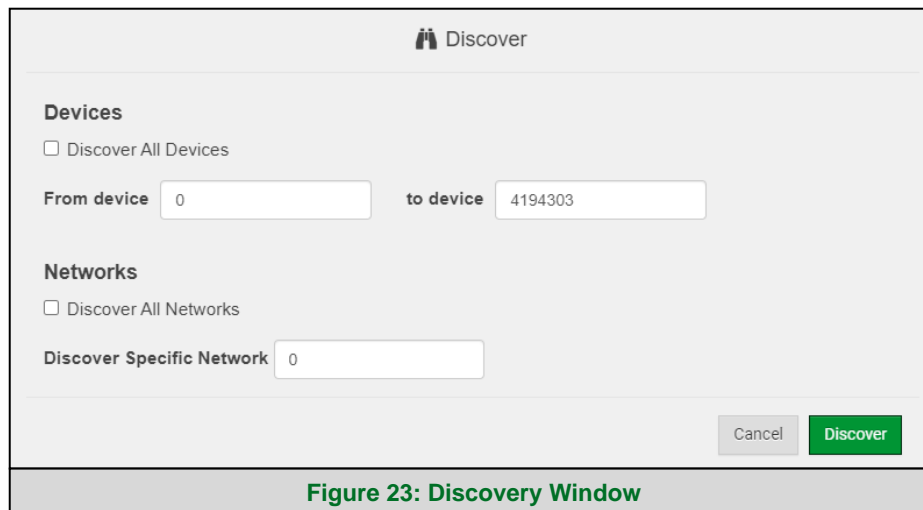 Discover
Devices
Discover All Devices
From device 0 to device 4194303
Networks
Discover All Networks
Discover Specific Network 0
Cancel Discover
Figure 23: Discovery Window